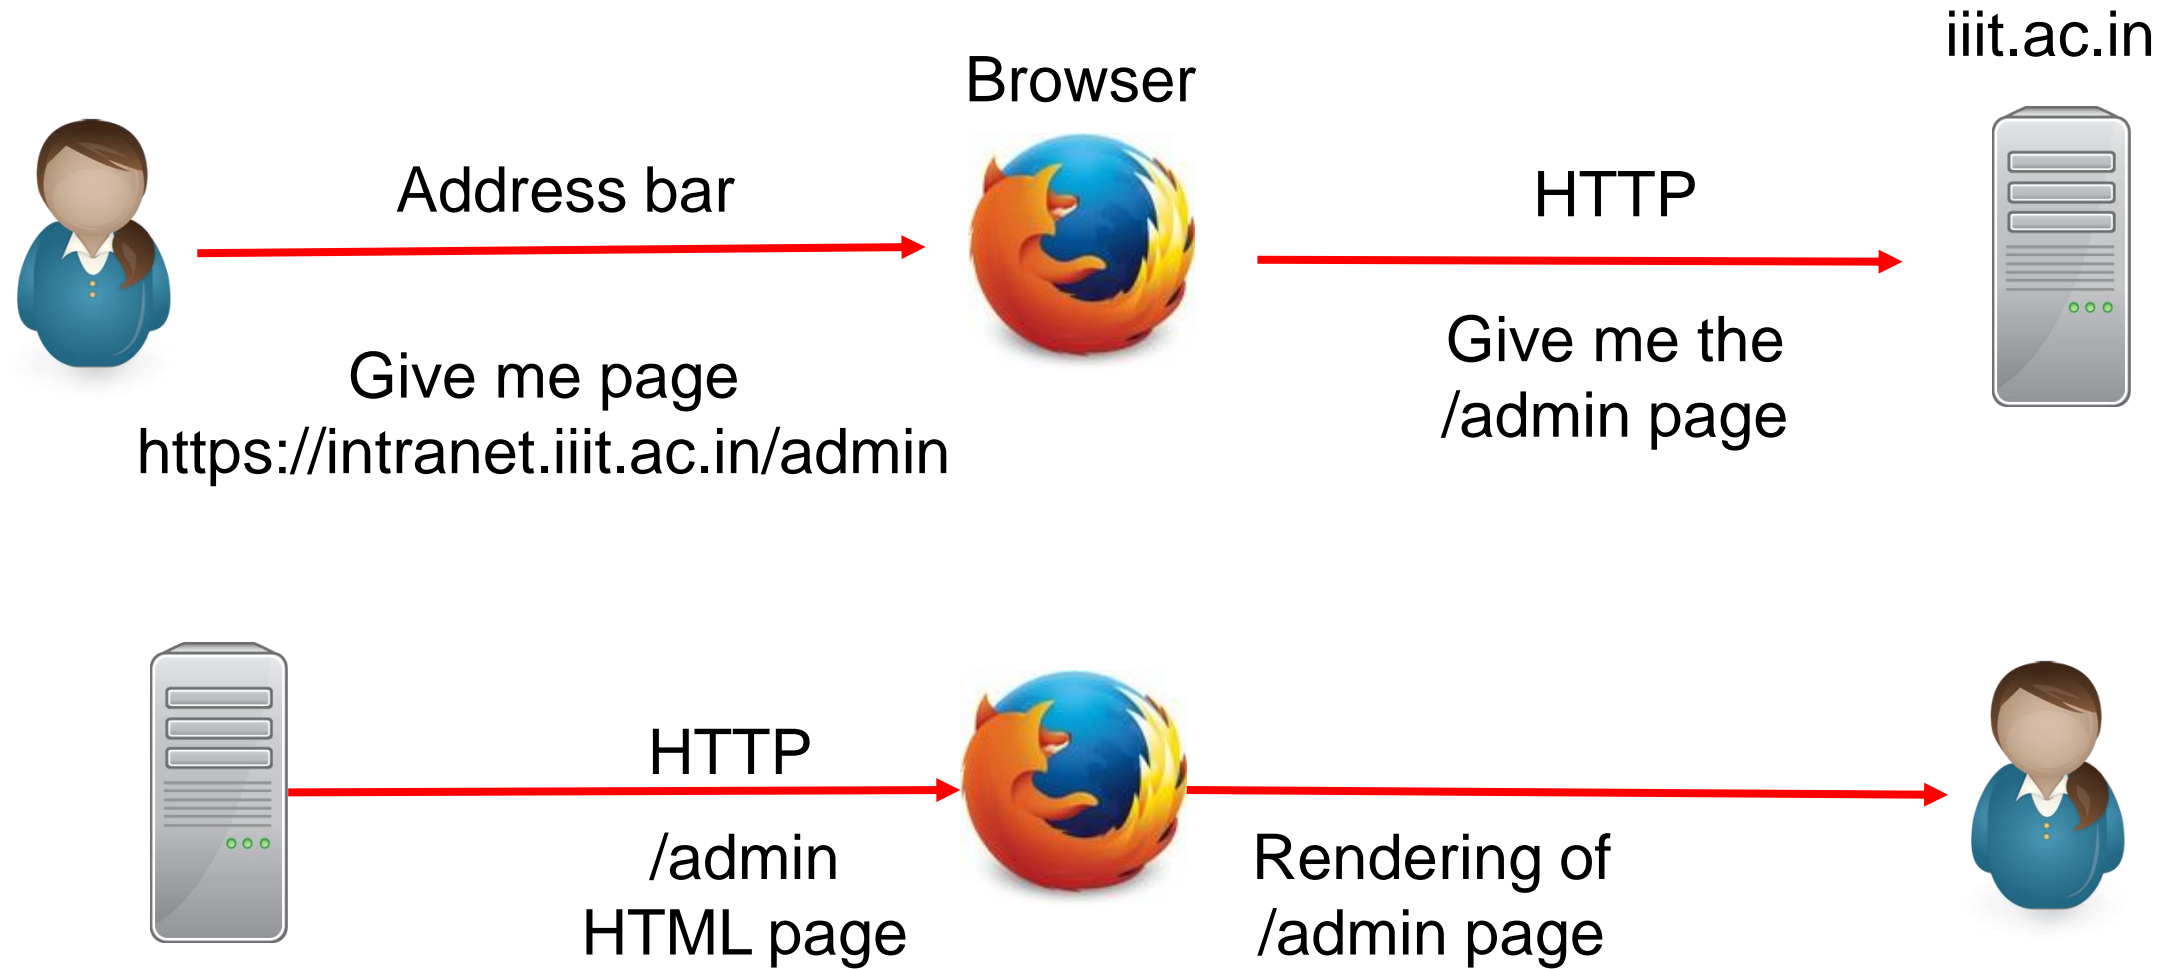 iiit.ac.in
Browser
Address bar
HTTP
Give me page
https://intranet.iiit.ac.in/admin
Give me the
/admin page
HTTP
/admin
HTML page
Rendering of
/admin page